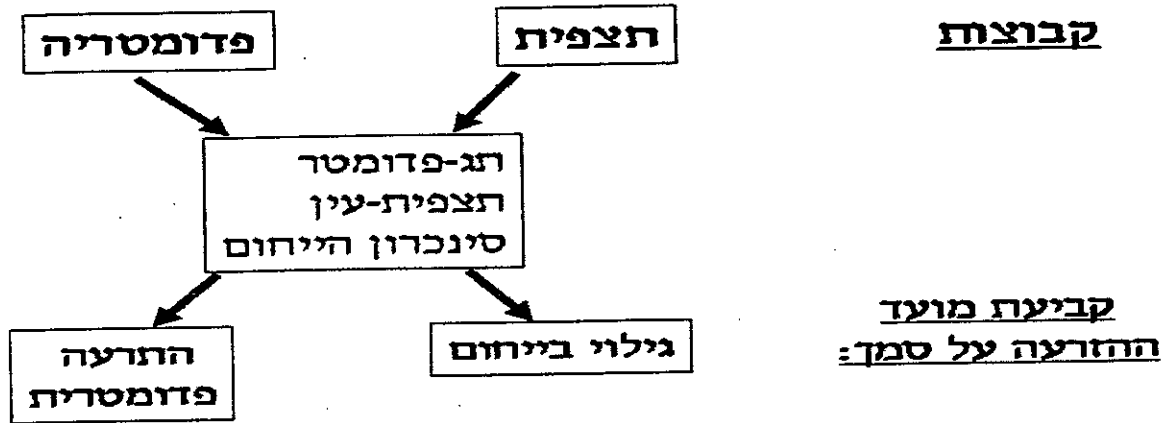 קבוצות
תצפית
פדומטריה
תג-פדומטר
תצפית-עין
סינכרון הייחום
קביעת מועד
ההזרעה על סמך:
גילוי בייחום
התרעה
פדומטרית